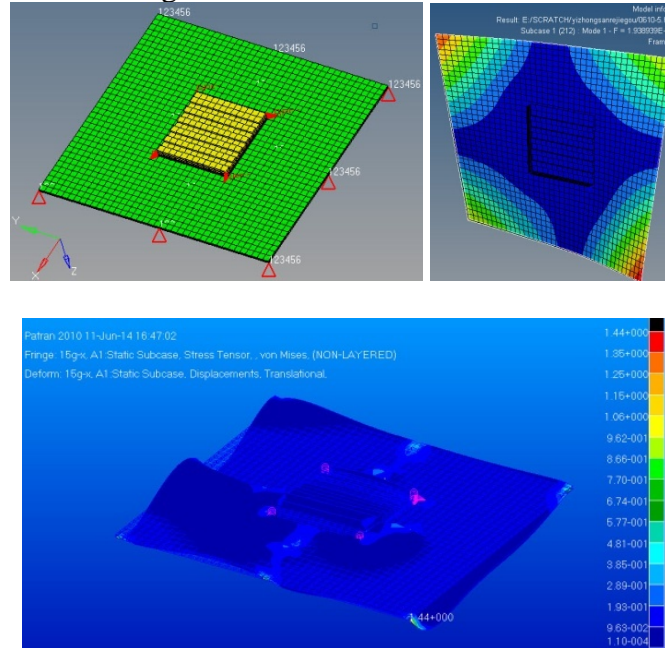 123456
123456
123456
123456
123456
Y
X
Z
Model info
Result: E:/SCRATCH/yizhongsanrejiegou/0610-5.
Subcase 1 (212) : Mode 1 - F = 1.938939E-
Fram
Patran 2010 11-Jun-14 16:47:02
Fringe: 15g-x, A1:Static Subcase, Stress Tensor, , von Mises, (NON-LAYERED)
Deform: 15g-x, A1:Static Subcase, Displacements, Translational,
1.44+000
1.35+000
1.25+000
1.15+000
1.06+000
9.62-001
8.66-001
7.70-001
6.74-001
5.77-001
4.81-001
3.85-001
2.89-001
1.93-001
9.63-002
1.10-004
1.44+000